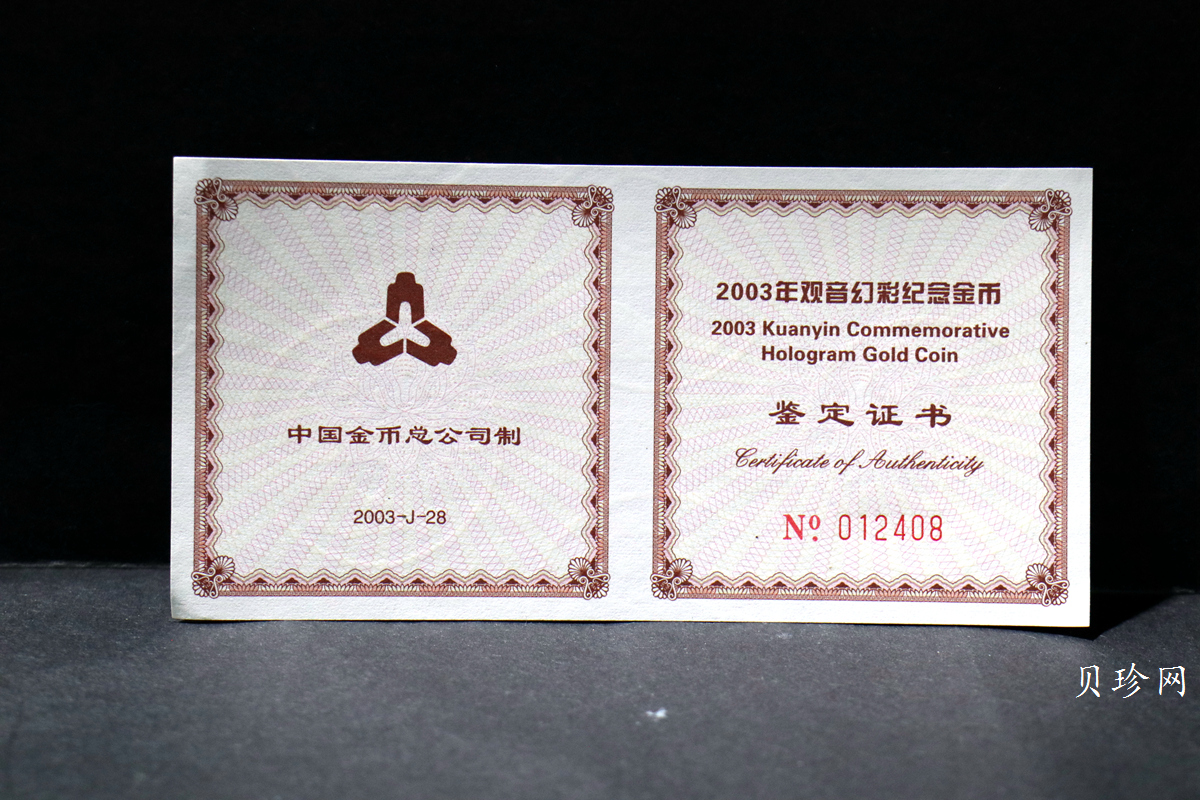 中国金币总公司制
2003-J-28
2003年观音幻彩纪念金币
2003 Kuanyin Commemorative
Hologram Gold Coin
鉴定证书
Certificate of Authenticity
Nº 012408
贝珍网